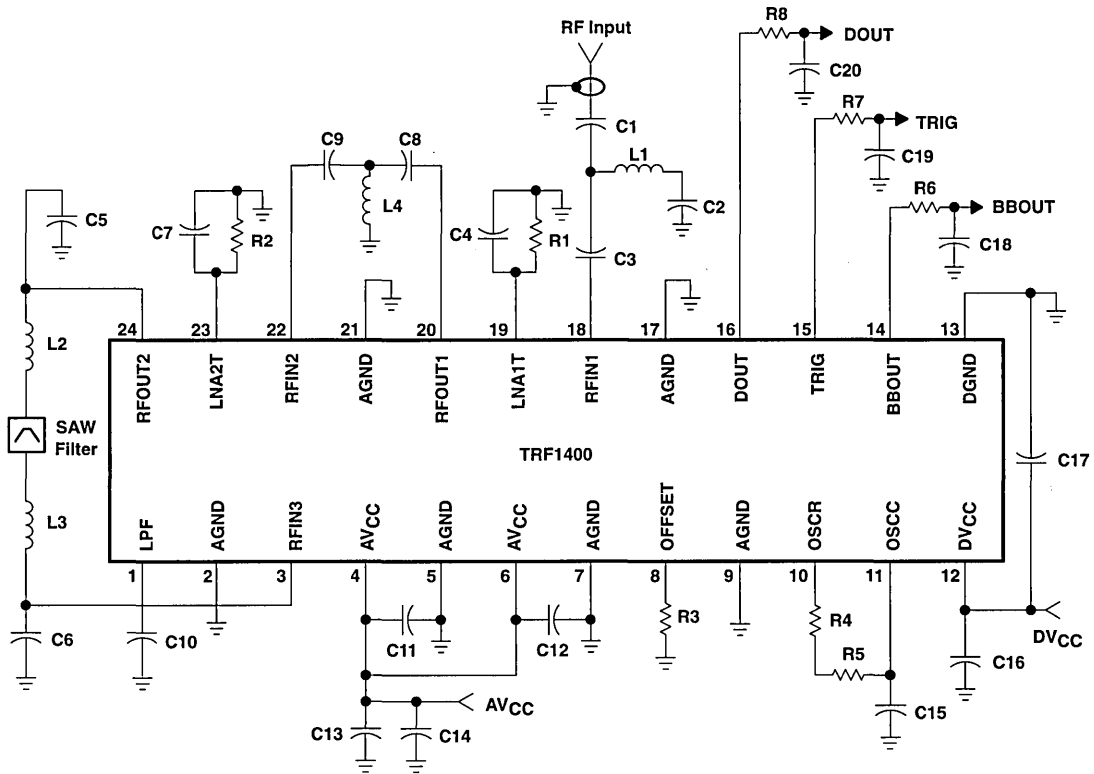 R8
RF Input
DOUT
C20
R7
C1
TRIG
C9
C8
L1
C19
R6
L4
C2
BBOUT
C5
C7
R2
C4
R1
C3
C18
24
23
22
21
20
19
18
17
16
15
14
13
L2
RFOUT2
LNA2T
RFIN2
AGND
RFOUT1
LNA1T
RFIN1
AGND
DOUT
TRIG
BBOUT
DGND
SAW
Filter
TRF1400
C17
L3
LPF
AGND
RFIN3
AVCC
AGND
AVCC
AGND
OFFSET
AGND
OSCR
OSCC
DVCC
1
2
3
4
5
6
7
8
9
10
11
12
C6
C10
C11
C12
R3
R4
DVCC
R5
C16
AVCC
C13
C14
C15